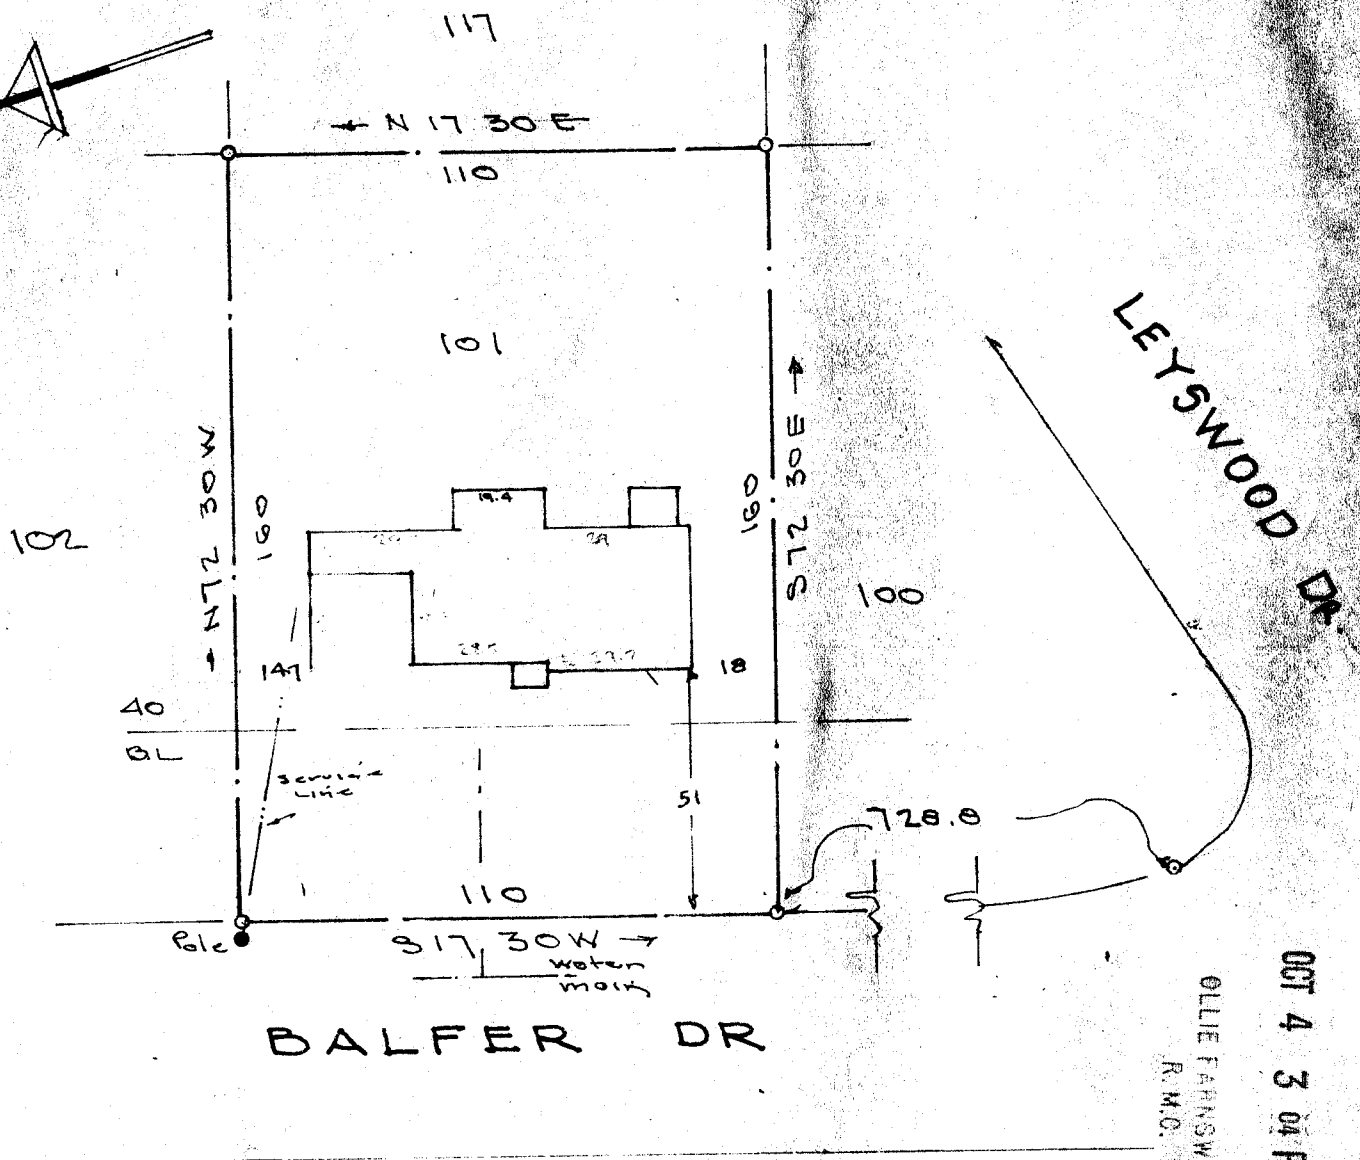 117
N 17 30 E
110
101
LEYSWOOD DR.
N 72 30 W
160
160
S 72 30 E
102
19.4
100
147
18
40
BL
service
line
51
728.8
110
Pole
S 17, 30 W
water
main
BALFER DR
OCT 4 3 04 P
OLLIE FARNSW
R.M.C.